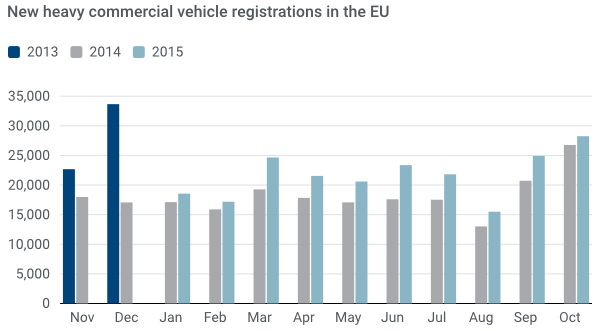 New heavy commercial vehicle registrations in the EU
2013 2014 2015
35,000
30,000
25,000
20,000
15,000
10,000
5,000
0
Nov Dec Jan Feb Mar Apr May Jun Jul Aug Sep Oct